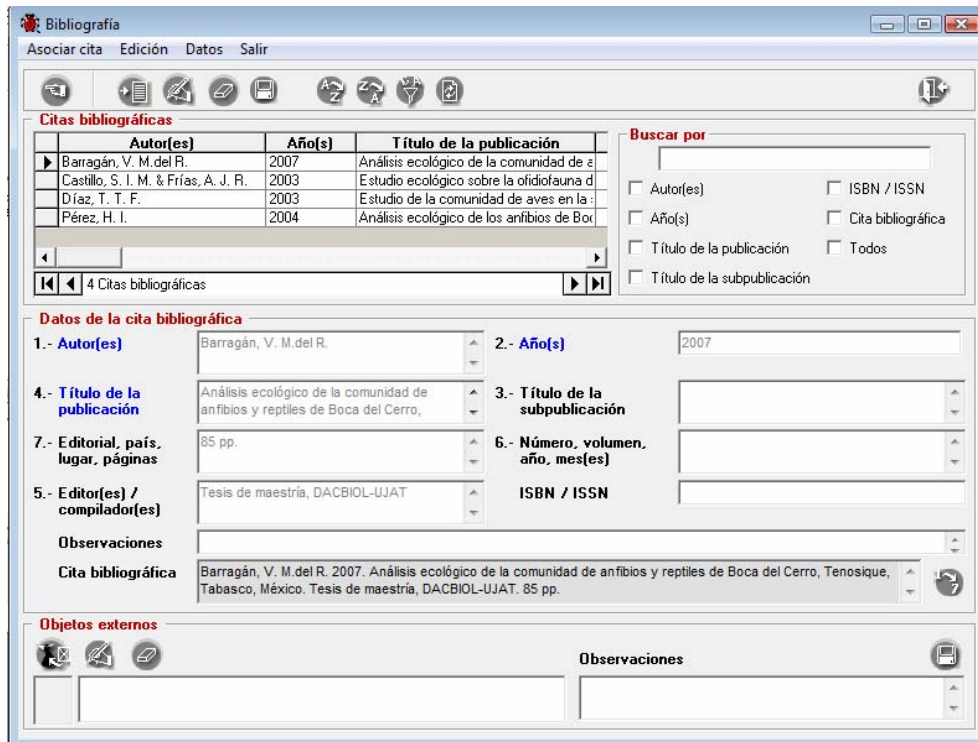 Bibliografía
Asociar cita Edición Datos Salir
Citas bibliográficas
Autor(es) Año(s) Título de la publicación
Barragán, V. M.del R. 2007 Análisis ecológico de la comunidad de a
Castillo, S. I. M. & Frías, A. J. R. 2003 Estudio ecológico sobre la ofidiofauna d
Díaz, T. T. F. 2003 Estudio de la comunidad de aves en la
Pérez, H. I. 2004 Análisis ecológico de los anfibios de Boc
4 Citas bibliográficas
Buscar por
Autor(es) ISBN / ISSN
Año(s) Cita bibliográfica
Título de la publicación Todos
Título de la subpublicación
Datos de la cita bibliográfica
1.- Autor(es) Barragán, V. M.del R. 2.- Año(s) 2007
4.- Título de la publicación Análisis ecológico de la comunidad de
anfibios y reptiles de Boca del Cerro,
3.- Título de la
subpublicación
7.- Editorial, país,
lugar, páginas
85 pp.
6.- Número, volumen,
año, mes(es)
5.- Editor(es) /
compilador(es)
Tesis de maestría, DACBIOL-UJAT
ISBN / ISSN
Observaciones
Cita bibliográfica
Barragán, V. M.del R. 2007. Análisis ecológico de la comunidad de anfibios y reptiles de Boca del Cerro, Tenosique,
Tabasco, México. Tesis de maestría, DACBIOL-UJAT. 85 pp.
Objetos externos
Observaciones